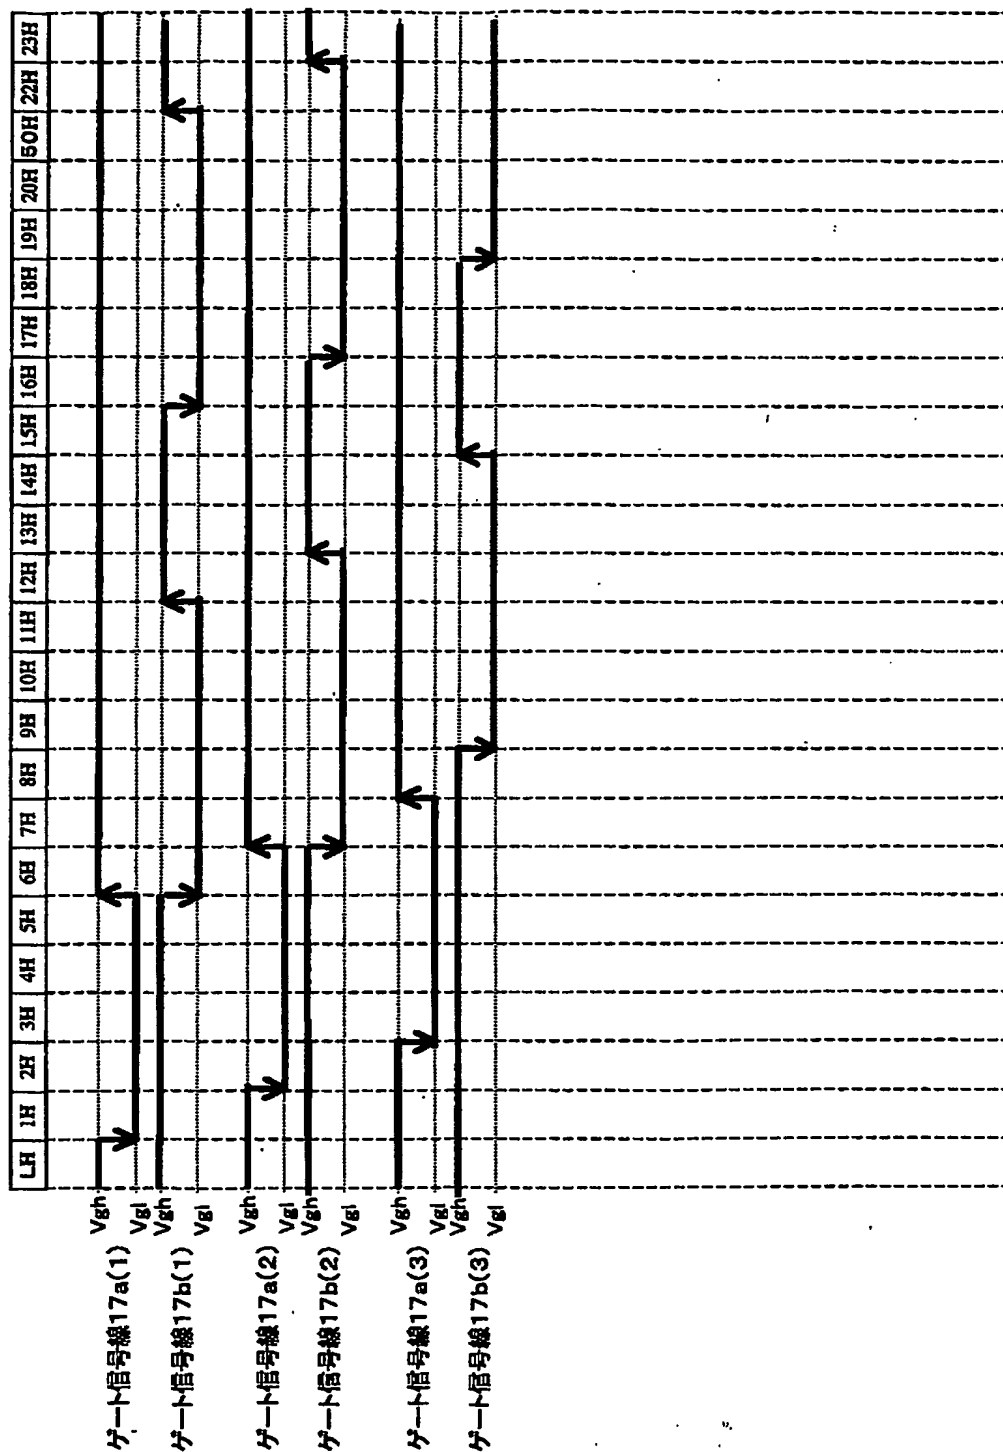 LH 1H 2H 3H 4H 5H 6H 7H 8H 9H 10H 11H 12H 13H 14H 15H 16H 17H 18H 19H 20H 50H 22H 23H
Vgh
ゲート信号線17a(1)
Vgl
Vgh
ゲート信号線17b(1)
Vgl
Vgh
ゲート信号線17a(2)
Vgl
Vgh
ゲート信号線17b(2)
Vgl
Vgh
ゲート信号線17a(3)
Vgl
Vgh
ゲート信号線17b(3)
Vgl